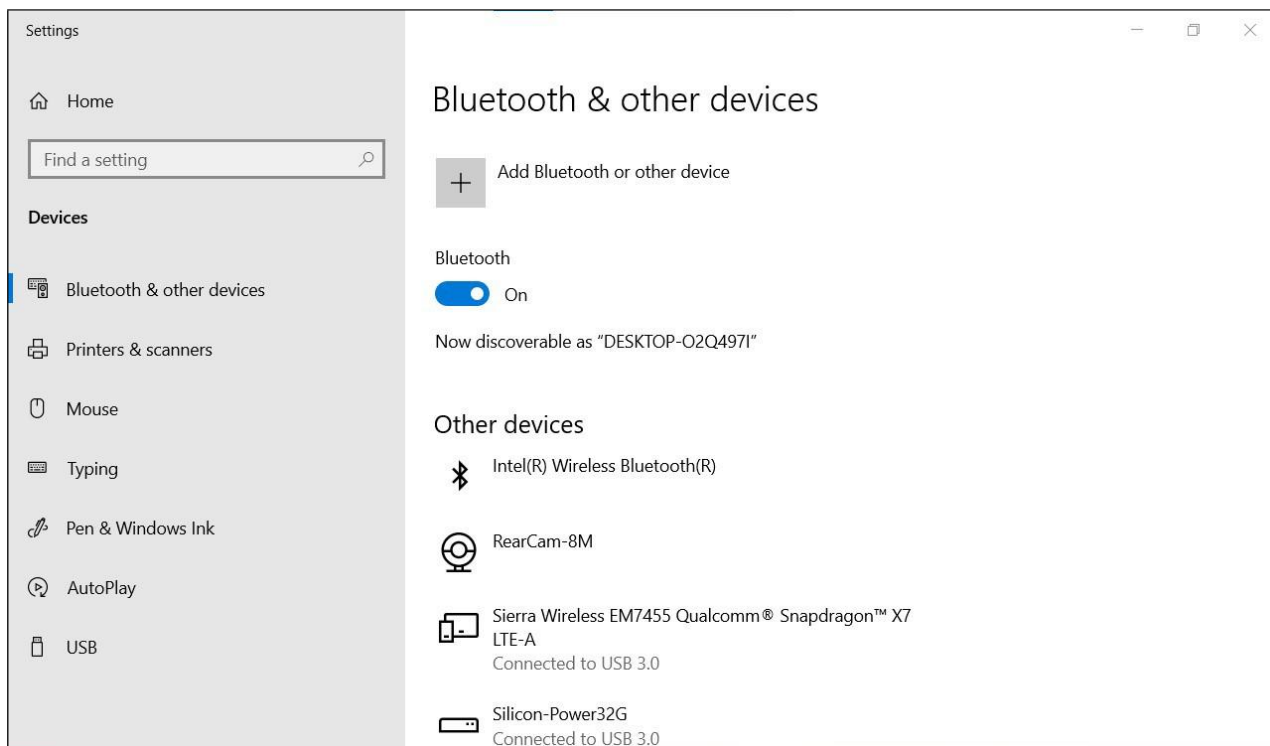 Settings
Home
Find a setting
Devices
Bluetooth & other devices
Printers & scanners
Mouse
Typing
Pen & Windows Ink
AutoPlay
USB
Bluetooth & other devices
Add Bluetooth or other device
Bluetooth
On
Now discoverable as “DESKTOP-O2Q497I”
Other devices
Intel(R) Wireless Bluetooth(R)
RearCam-8M
Sierra Wireless EM7455 Qualcomm® Snapdragon™ X7
LTE-A
Connected to USB 3.0
Silicon-Power32G
Connected to USB 3.0